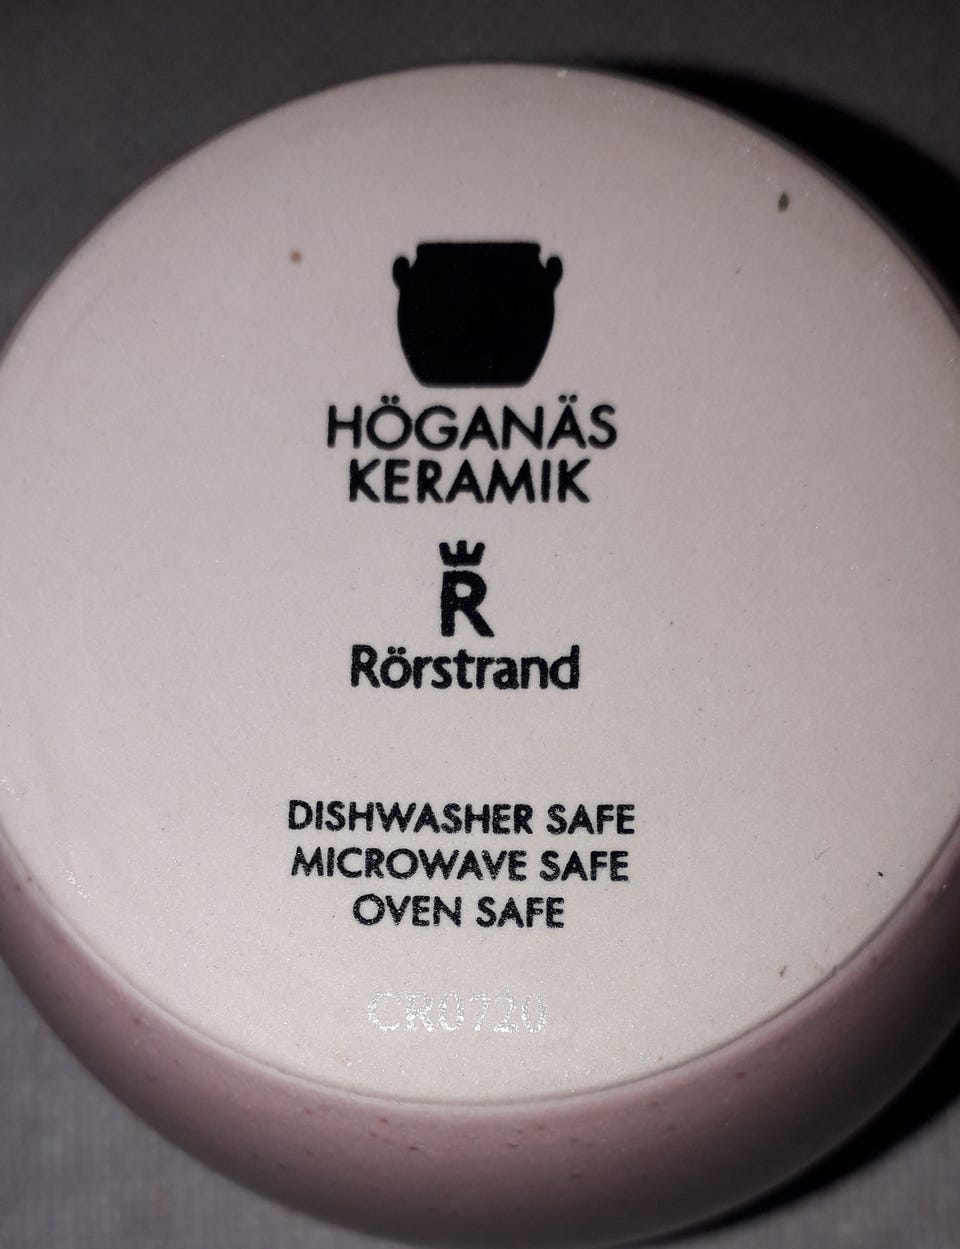 HÖGANÄS
KERAMIK
R
Rörstrand
DISHWASHER SAFE
MICROWAVE SAFE
OVEN SAFE
CR0720